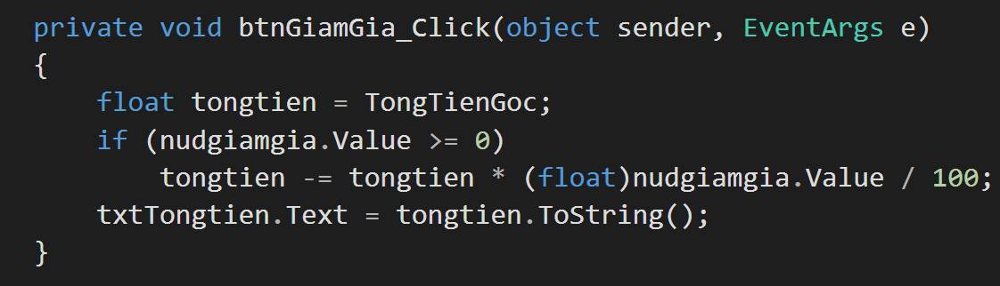 private void btnGiamGia_Click(object sender, EventArgs e)
{
    float tongtien = TongTienGoc;
    if (nudgiamgia.Value >= 0)
        tongtien -= tongtien * (float)nudgiamgia.Value / 100;
    txtTongtien.Text = tongtien.ToString();
}